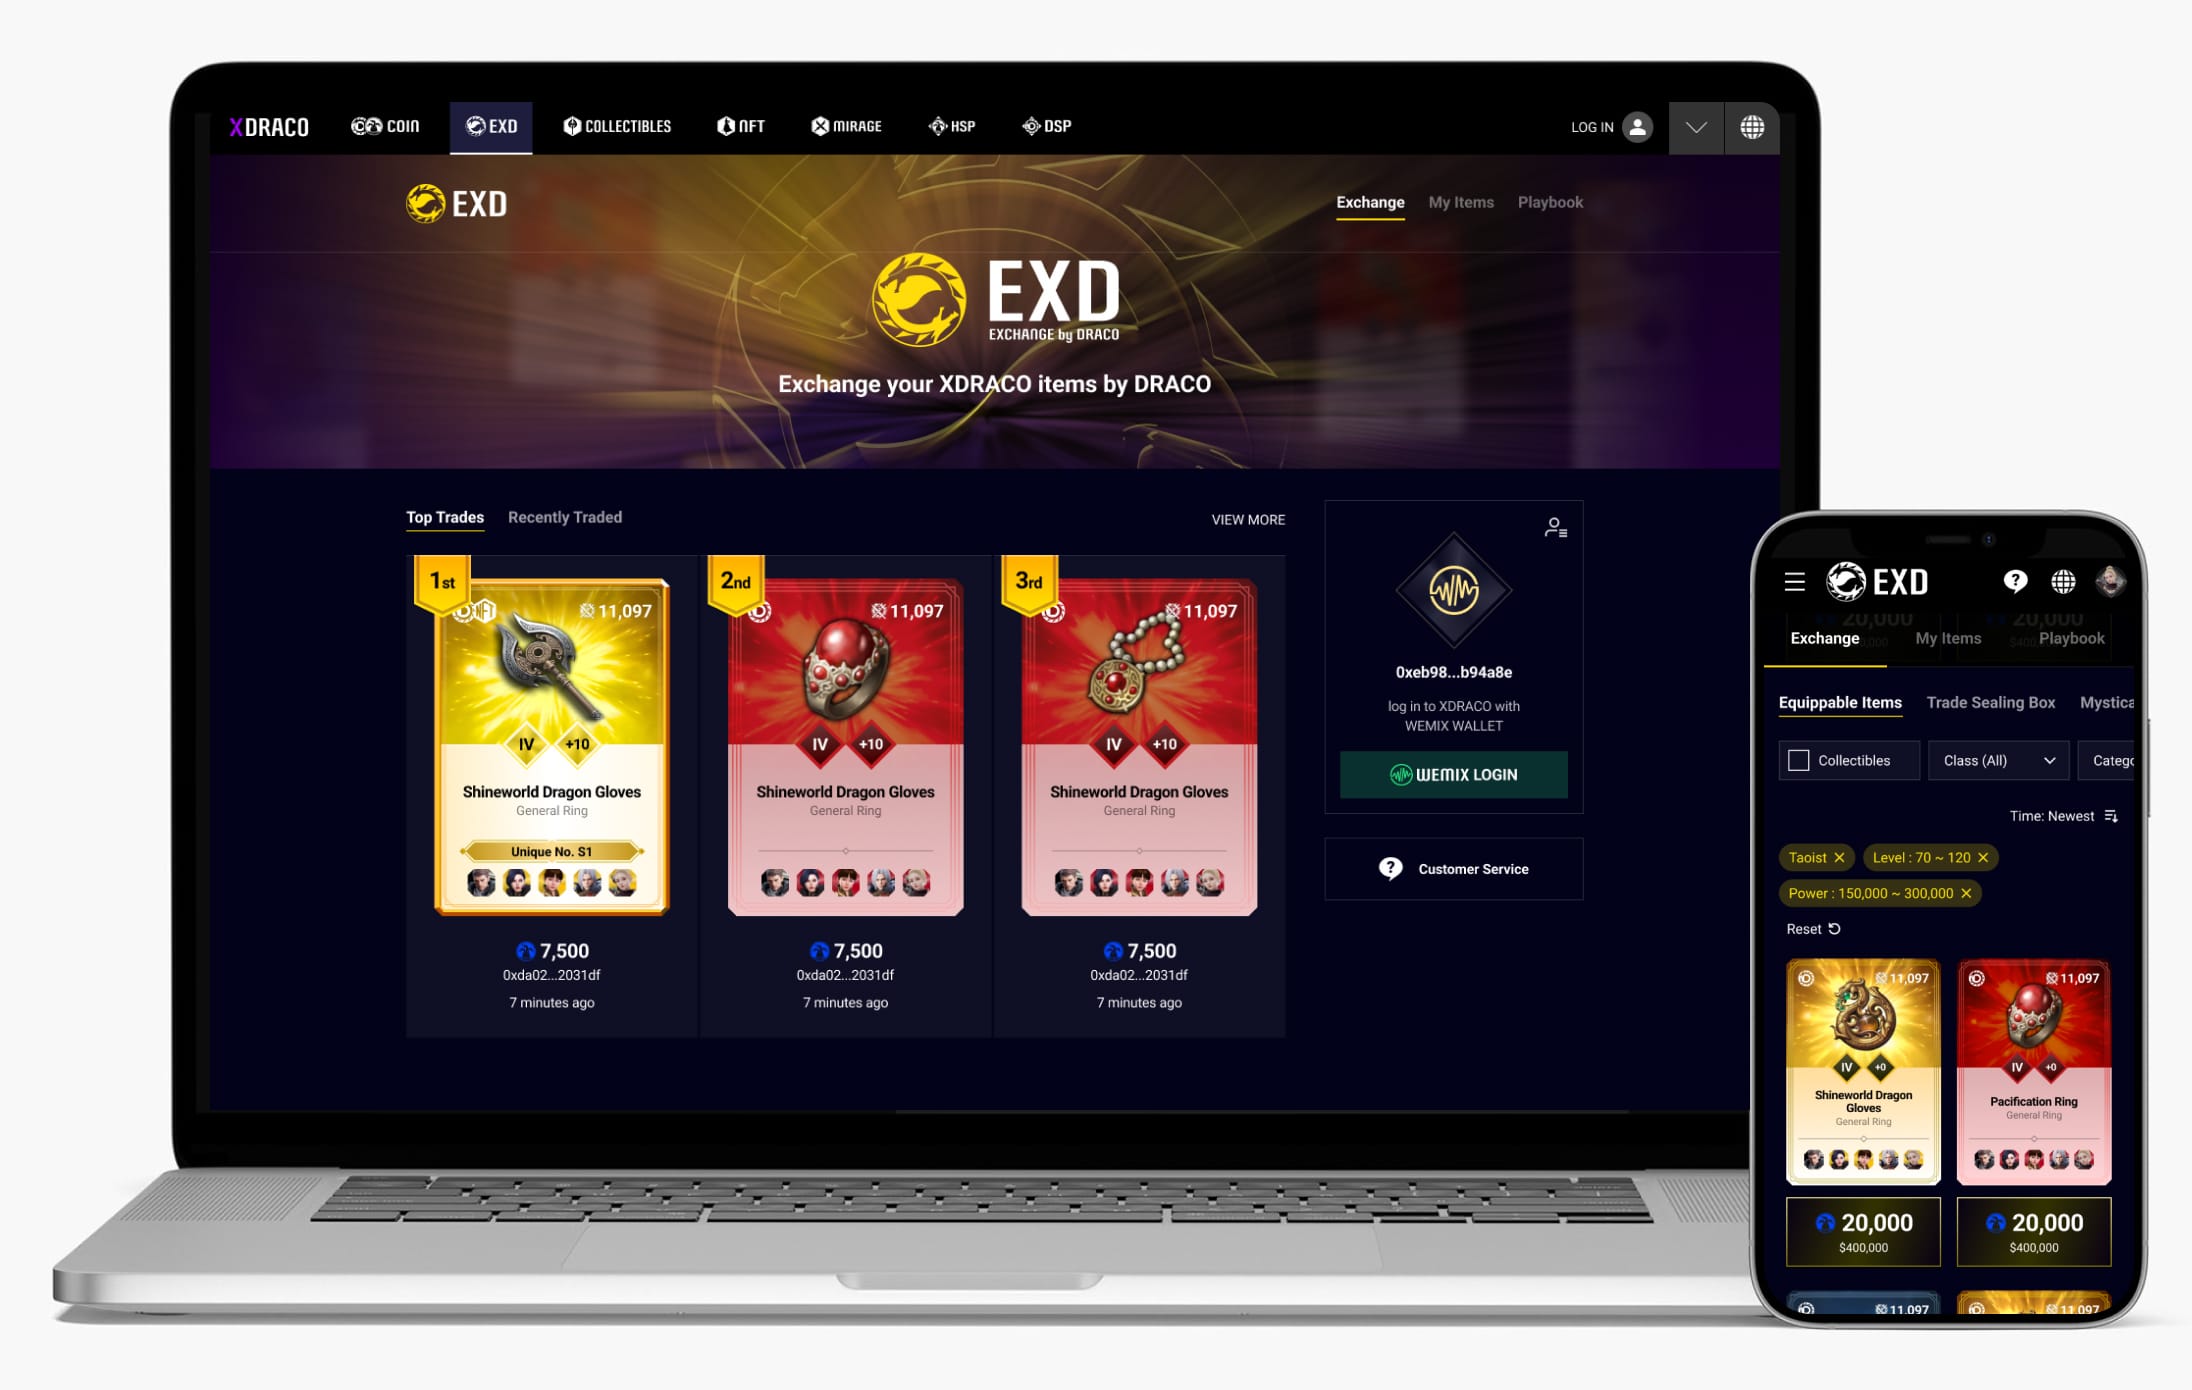 XDRACO
COIN
EXD
COLLECTIBLES
NFT
MIRAGE
HSP
DSP
LOG IN
EXD
Exchange
My Items
Playbook
EXD
EXCHANGE by DRACO
Exchange your XDRACO items by DRACO
Top Trades
Recently Traded
VIEW MORE
1st
NFT
11,097
IV
+10
Shineworld Dragon Gloves
General Ring
Unique No. S1
7,500
0xda02...2031df
7 minutes ago
2nd
11,097
IV
+10
Shineworld Dragon Gloves
General Ring
7,500
0xda02...2031df
7 minutes ago
3rd
11,097
IV
+10
Shineworld Dragon Gloves
General Ring
7,500
0xda02...2031df
7 minutes ago
0xeb98...b94a8e
log in to XDRACO with
WEMIX WALLET
WEMIX LOGIN
?
Customer Service
EXD
?
20,000
20,000
Exchange
My Items
Playbook
Equippable Items
Trade Sealing Box
Mystica
Collectibles
Class (All)
Catego
Time: Newest
Taoist
Level : 70 ~ 120
Power : 150,000 ~ 300,000
Reset
11,097
IV
+0
Shineworld Dragon
Gloves
General Ring
20,000
$400,000
11,097
IV
+0
Pacification Ring
General Ring
20,000
$400,000
11,097
11,097